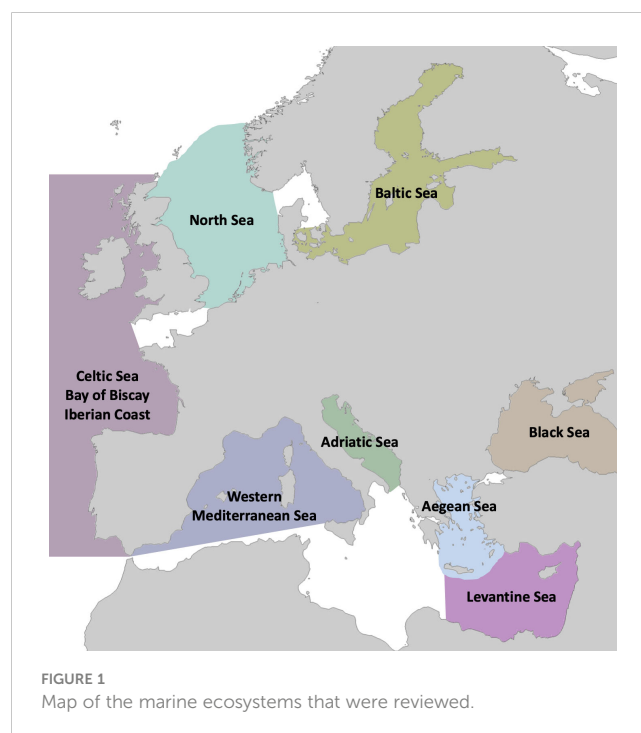 Baltic Sea
North Sea
Celtic Sea
Bay of Biscay
Iberian Coast
Black Sea
Adriatic Sea
Western
Mediterranean Sea
Aegean Sea
Levantine Sea
FIGURE 1
Map of the marine ecosystems that were reviewed.